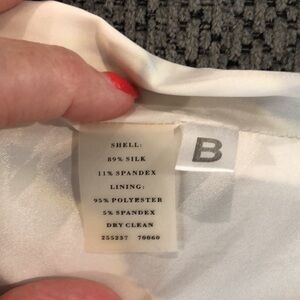 SHELL:
89% SILK
11% SPANDEX
LINING:
95% POLYESTER
5% SPANDEX
DRY CLEAN
255237 70060
B